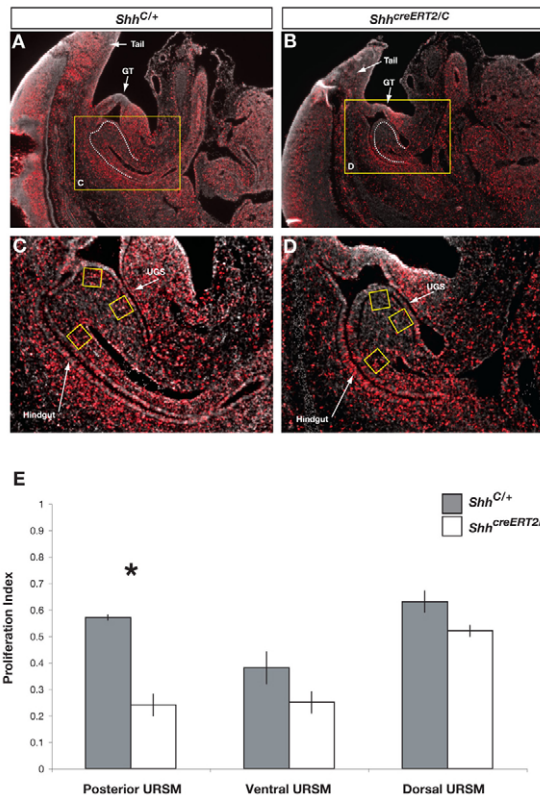 Shh^C/+ Shh^creERT2/C
A
Tail
GT
C
B
Tail
GT
D
C
UGS
Hindgut
D
UGS
Hindgut
E
Proliferation Index
1
0.9
0.8
0.7
0.6
0.5
0.4
0.3
0.2
0.1
0
*
Shh^C/+
Shh^creERT2/
Posterior URSM Ventral URSM Dorsal URSM